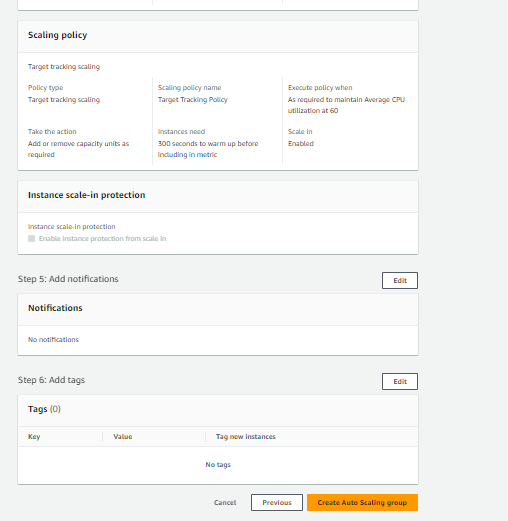 Scaling policy
Target tracking scaling
Policy type
Target tracking scaling
Scaling policy name
Target Tracking Policy
Execute policy when
As required to maintain Average CPU
utilization at 60
Take the action
Add or remove capacity units as
required
Instances need
300 seconds to warm up before
including in metric
Scale in
Enabled
Instance scale-in protection
Instance scale-in protection
Enable instance protection from scale in
Step 5: Add notifications
Edit
Notifications
No notifications
Step 6: Add tags
Edit
Tags (0)
Key Value Tag new instances
No tags
Cancel Previous Create Auto Scaling group